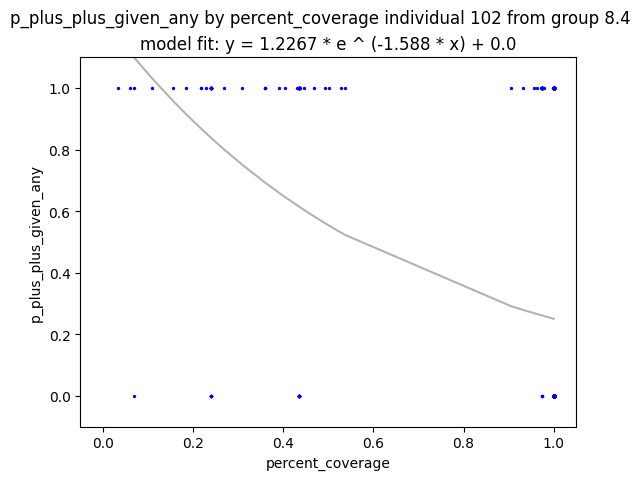 p_plus_plus_given_any by percent_coverage individual 102 from group 8.4
model fit: y = 1.2267 * e ^ (-1.588 * x) + 0.0
1.0
0.8
0.6
0.4
0.2
0.0
p_plus_plus_given_any
0.0 0.2 0.4 0.6 0.8 1.0
percent_coverage